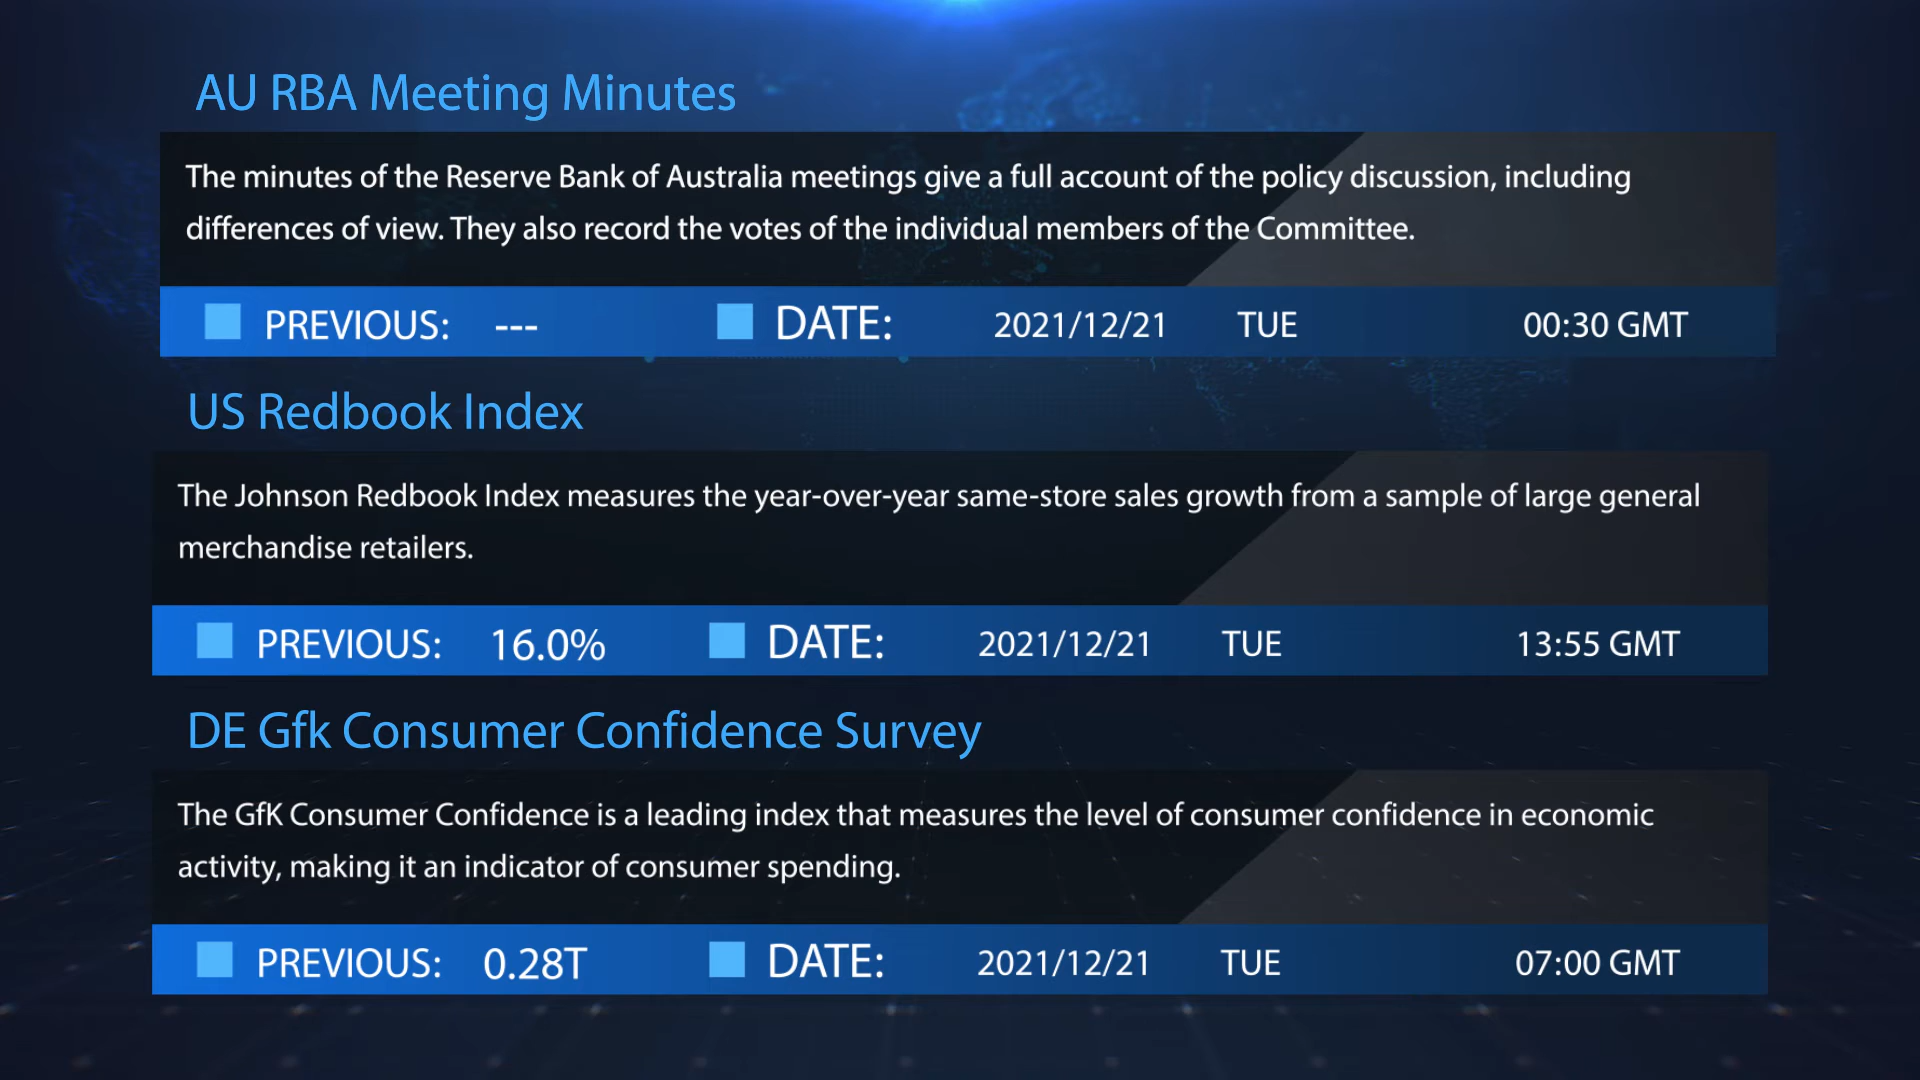 AU RBA Meeting Minutes
The minutes of the Reserve Bank of Australia meetings give a full account of the policy discussion, including
differences of view. They also record the votes of the individual members of the Committee.
PREVIOUS: --- DATE: 2021/12/21 TUE 00:30 GMT
US Redbook Index
The Johnson Redbook Index measures the year-over-year same-store sales growth from a sample of large general
merchandise retailers.
PREVIOUS: 16.0% DATE: 2021/12/21 TUE 13:55 GMT
DE Gfk Consumer Confidence Survey
The GfK Consumer Confidence is a leading index that measures the level of consumer confidence in economic
activity, making it an indicator of consumer spending.
PREVIOUS: 0.28T DATE: 2021/12/21 TUE 07:00 GMT